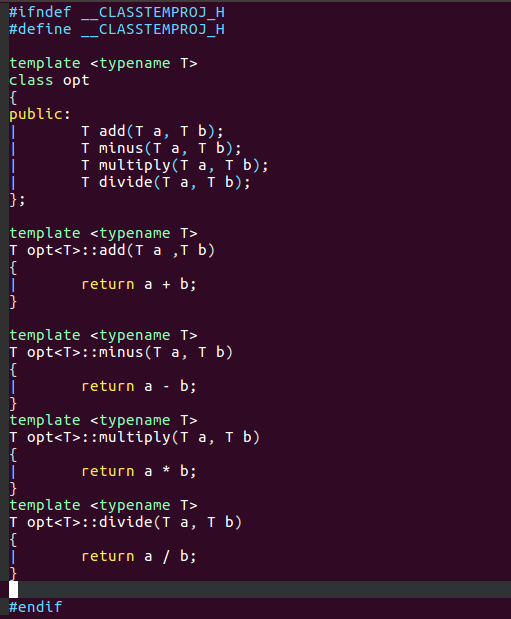 #ifndef __CLASSTEMPROJ_H
#define __CLASSTEMPROJ_H

template <typename T>
class opt
{
public:
|       T add(T a, T b);
|       T minus(T a, T b);
|       T multiply(T a, T b);
|       T divide(T a, T b);
};

template <typename T>
T opt<T>::add(T a ,T b)
{
|       return a + b;
}

template <typename T>
T opt<T>::minus(T a, T b)
{
|       return a - b;
}
template <typename T>
T opt<T>::multiply(T a, T b)
{
|       return a * b;
}
template <typename T>
T opt<T>::divide(T a, T b)
{
|       return a / b;
}

#endif